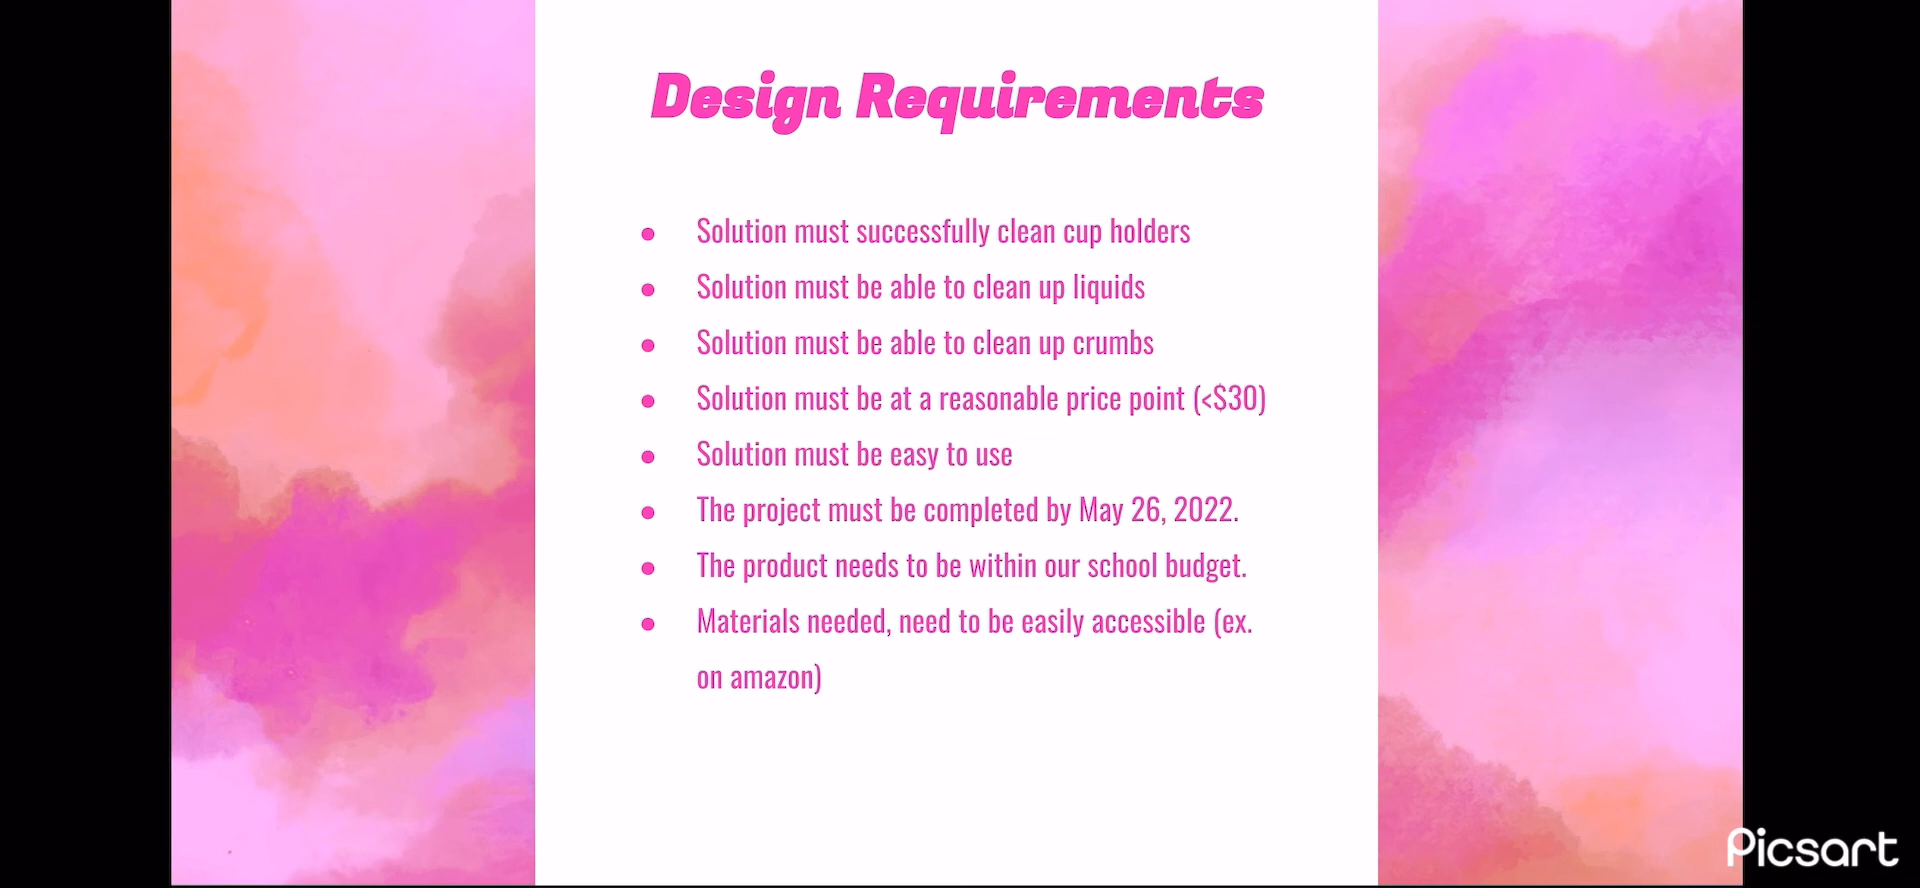 Design Requirements
● Solution must successfully clean cup holders
● Solution must be able to clean up liquids
● Solution must be able to clean up crumbs
● Solution must be at a reasonable price point (<$30)
● Solution must be easy to use
● The project must be completed by May 26, 2022.
● The product needs to be within our school budget.
● Materials needed, need to be easily accessible (ex.
on amazon)
Picsart